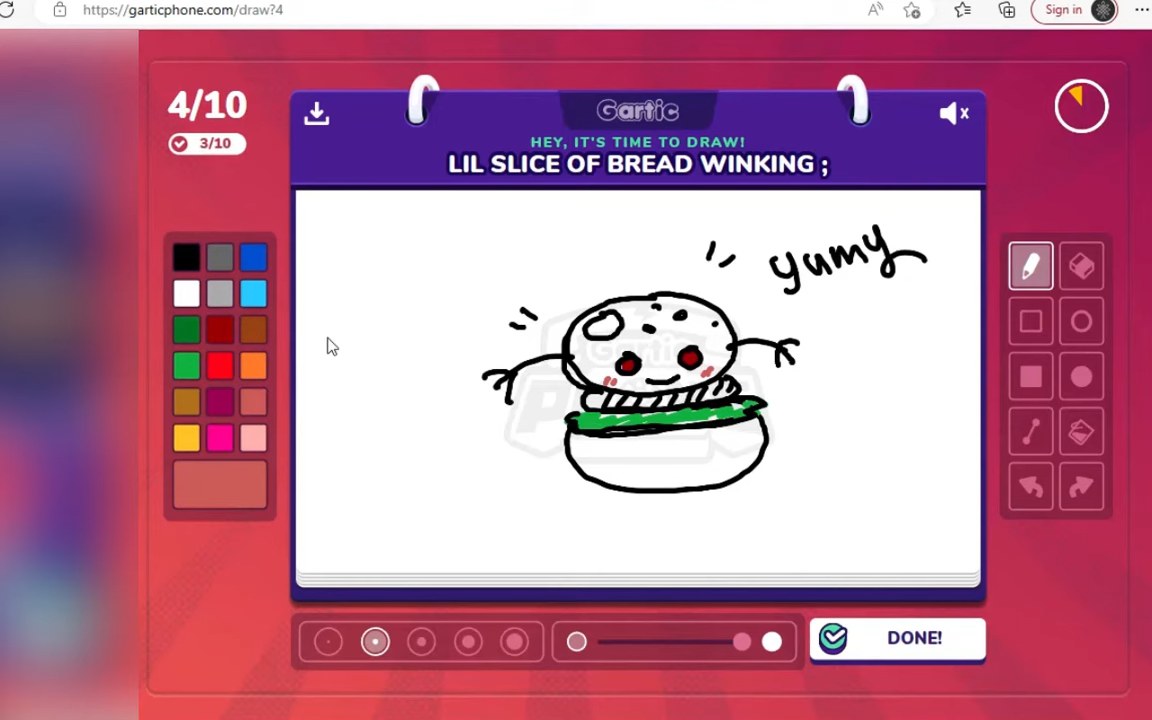 https://garticphone.com/draw?4
Sign in
4/10
3/10
Gartic
HEY, IT'S TIME TO DRAW!
LIL SLICE OF BREAD WINKING ;
yumy
Gartic
DONE!